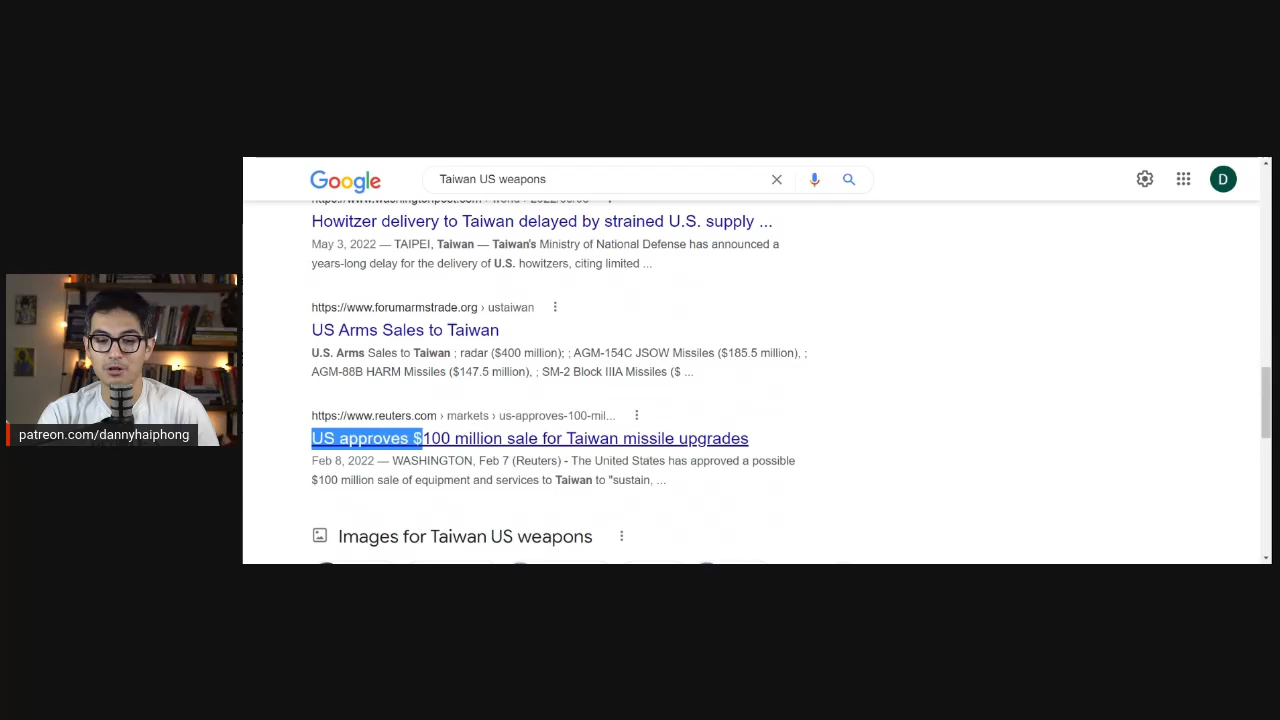 Google
Taiwan US weapons
D
Howitzer delivery to Taiwan delayed by strained U.S. supply ...
May 3, 2022 — TAIPEI, Taiwan — Taiwan's Ministry of National Defense has announced a
years-long delay for the delivery of U.S. howitzers, citing limited ...
https://www.forumarmstrade.org › ustaiwan
US Arms Sales to Taiwan
U.S. Arms Sales to Taiwan ; radar ($400 million); ; AGM-154C JSOW Missiles ($185.5 million), ;
AGM-88B HARM Missiles ($147.5 million), ; SM-2 Block IIIA Missiles ($ ...
https://www.reuters.com › markets › us-approves-100-mil...
US approves $100 million sale for Taiwan missile upgrades
Feb 8, 2022 — WASHINGTON, Feb 7 (Reuters) - The United States has approved a possible
$100 million sale of equipment and services to Taiwan to "sustain, ...
Images for Taiwan US weapons
patreon.com/dannyhaiphong